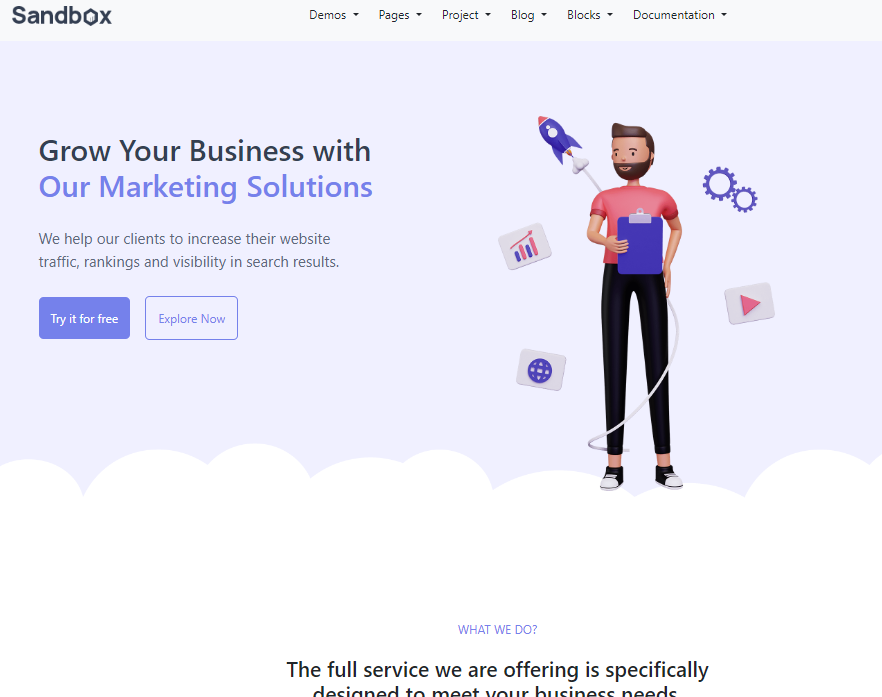 Sandbox
Demos Pages Project Blog Blocks Documentation
Grow Your Business with
Our Marketing Solutions
We help our clients to increase their website
traffic, rankings and visibility in search results.
Try it for free Explore Now
WHAT WE DO?
The full service we are offering is specifically
designed to meet your business needs.